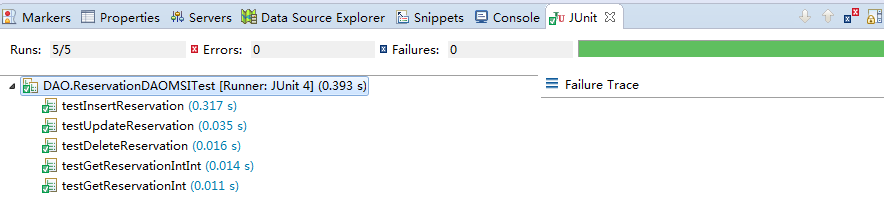 Markers Properties Servers Data Source Explorer Snippets Console JUnit
Runs: 5/5 Errors: 0 Failures: 0
DAO.ReservationDAOMSITest [Runner: JUnit 4] (0.393 s)
Failure Trace
testInsertReservation (0.317 s)
testUpdateReservation (0.035 s)
testDeleteReservation (0.016 s)
testGetReservationIntInt (0.014 s)
testGetReservationInt (0.011 s)